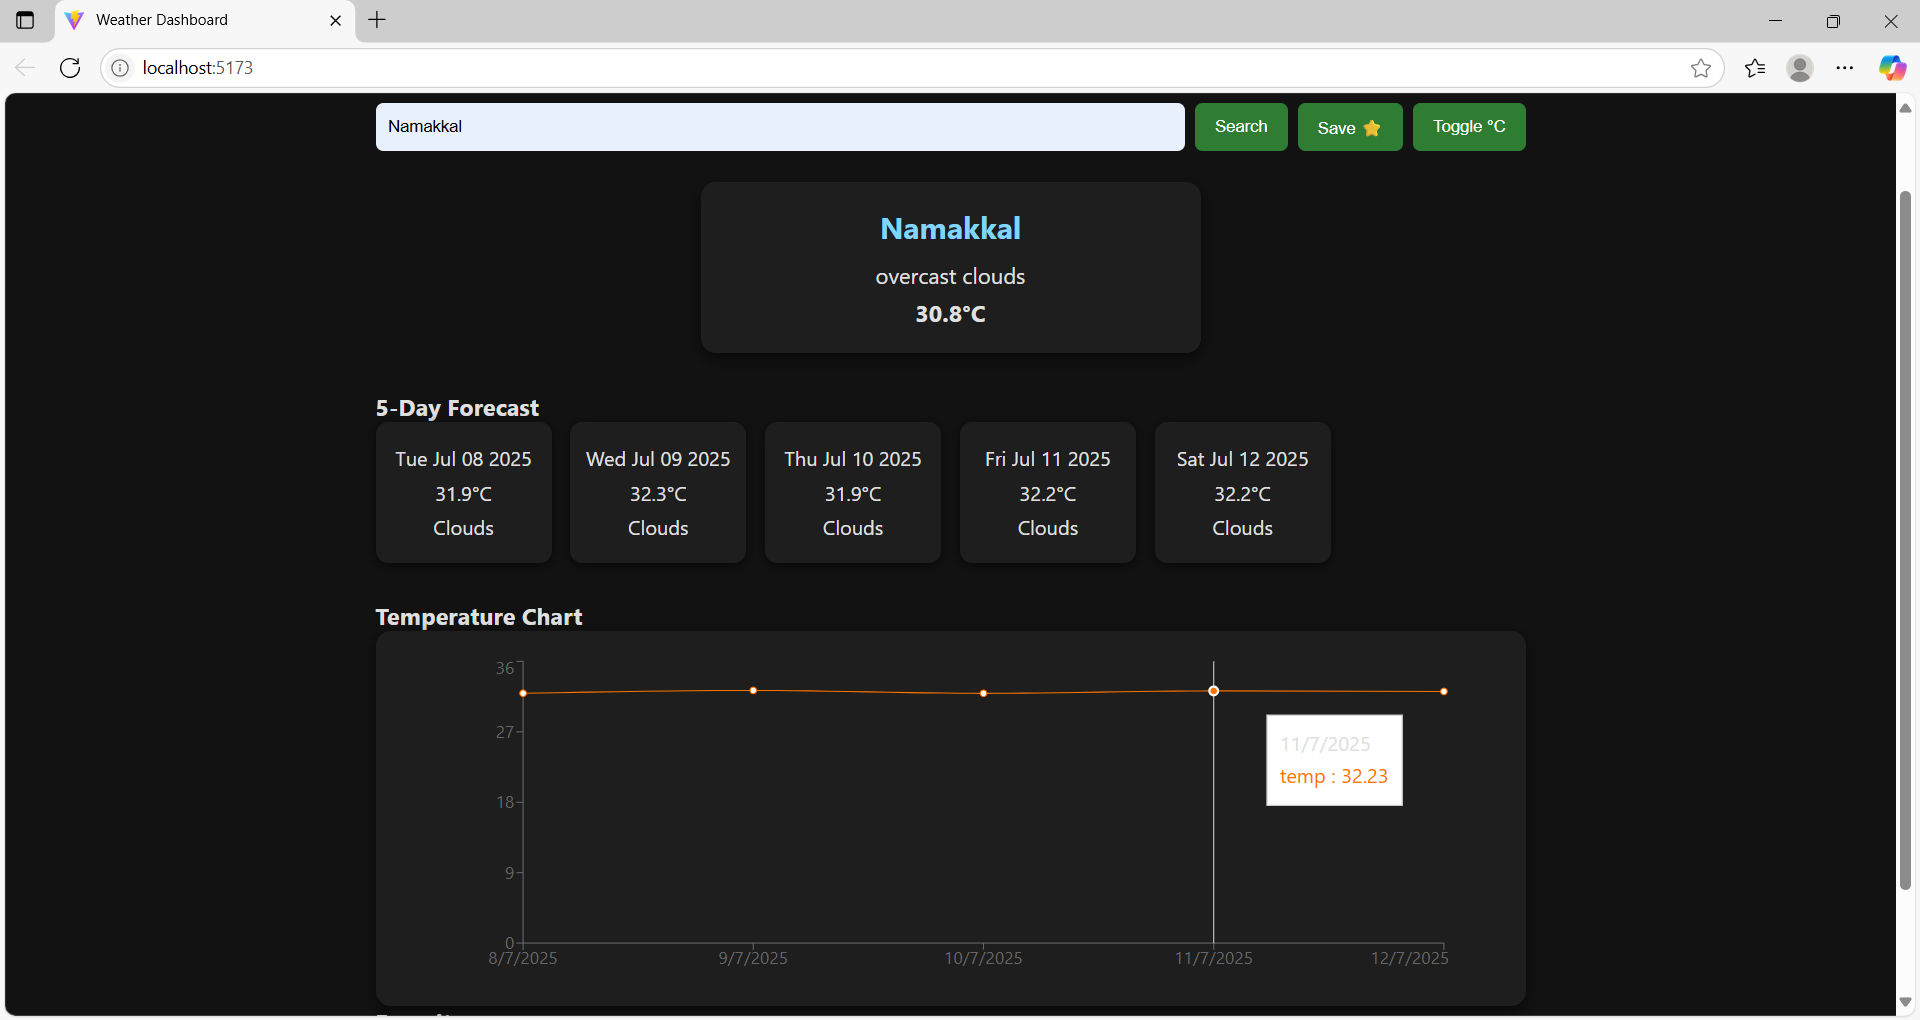 Weather Dashboard
localhost:5173
Namakkal
Search
Save ⭐
Toggle °C
Namakkal
overcast clouds
30.8°C
5-Day Forecast
Tue Jul 08 2025
31.9°C
Clouds
Wed Jul 09 2025
32.3°C
Clouds
Thu Jul 10 2025
31.9°C
Clouds
Fri Jul 11 2025
32.2°C
Clouds
Sat Jul 12 2025
32.2°C
Clouds
Temperature Chart
36
27
18
9
0
11/7/2025
temp : 32.23
8/7/2025
9/7/2025
10/7/2025
11/7/2025
12/7/2025